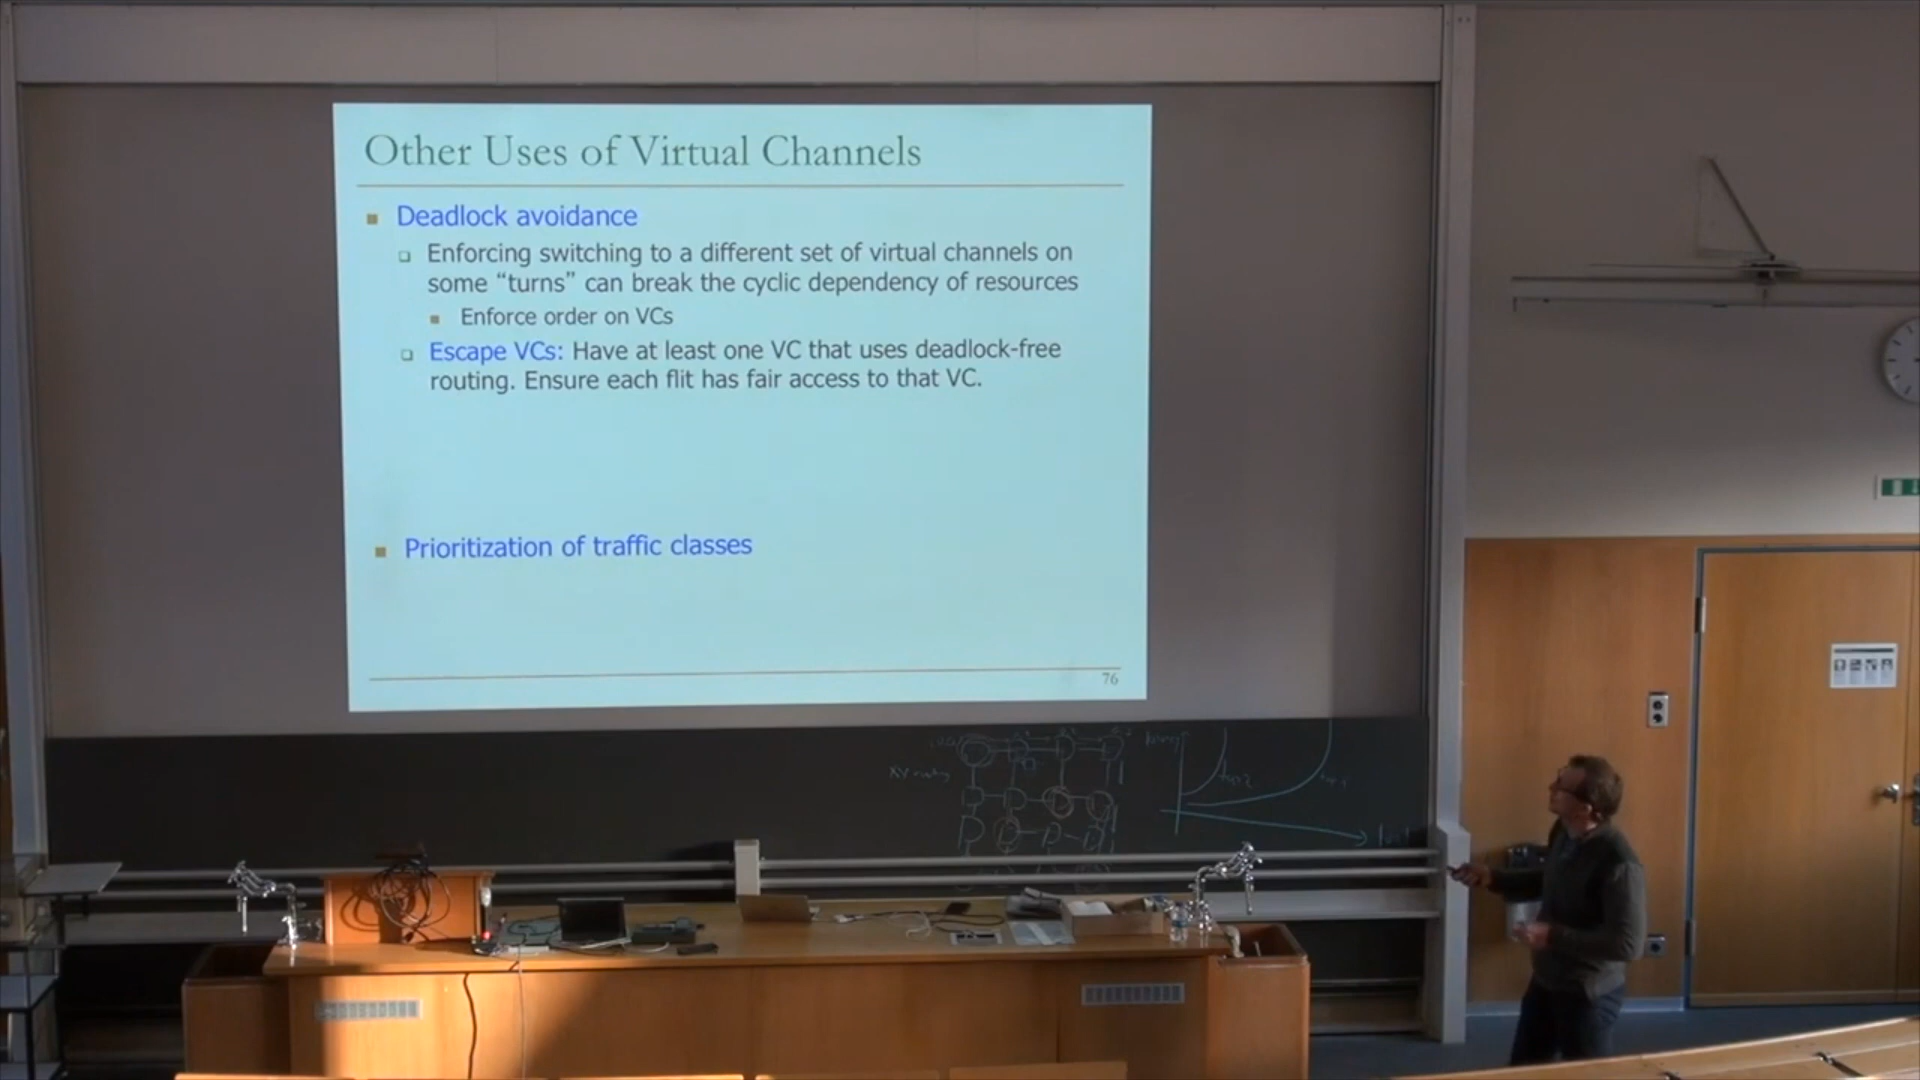 Other Uses of Virtual Channels
Deadlock avoidance
Enforcing switching to a different set of virtual channels on
some “turns” can break the cyclic dependency of resources
Enforce order on VCs
Escape VCs: Have at least one VC that uses deadlock-free
routing. Ensure each flit has fair access to that VC.
Prioritization of traffic classes
76